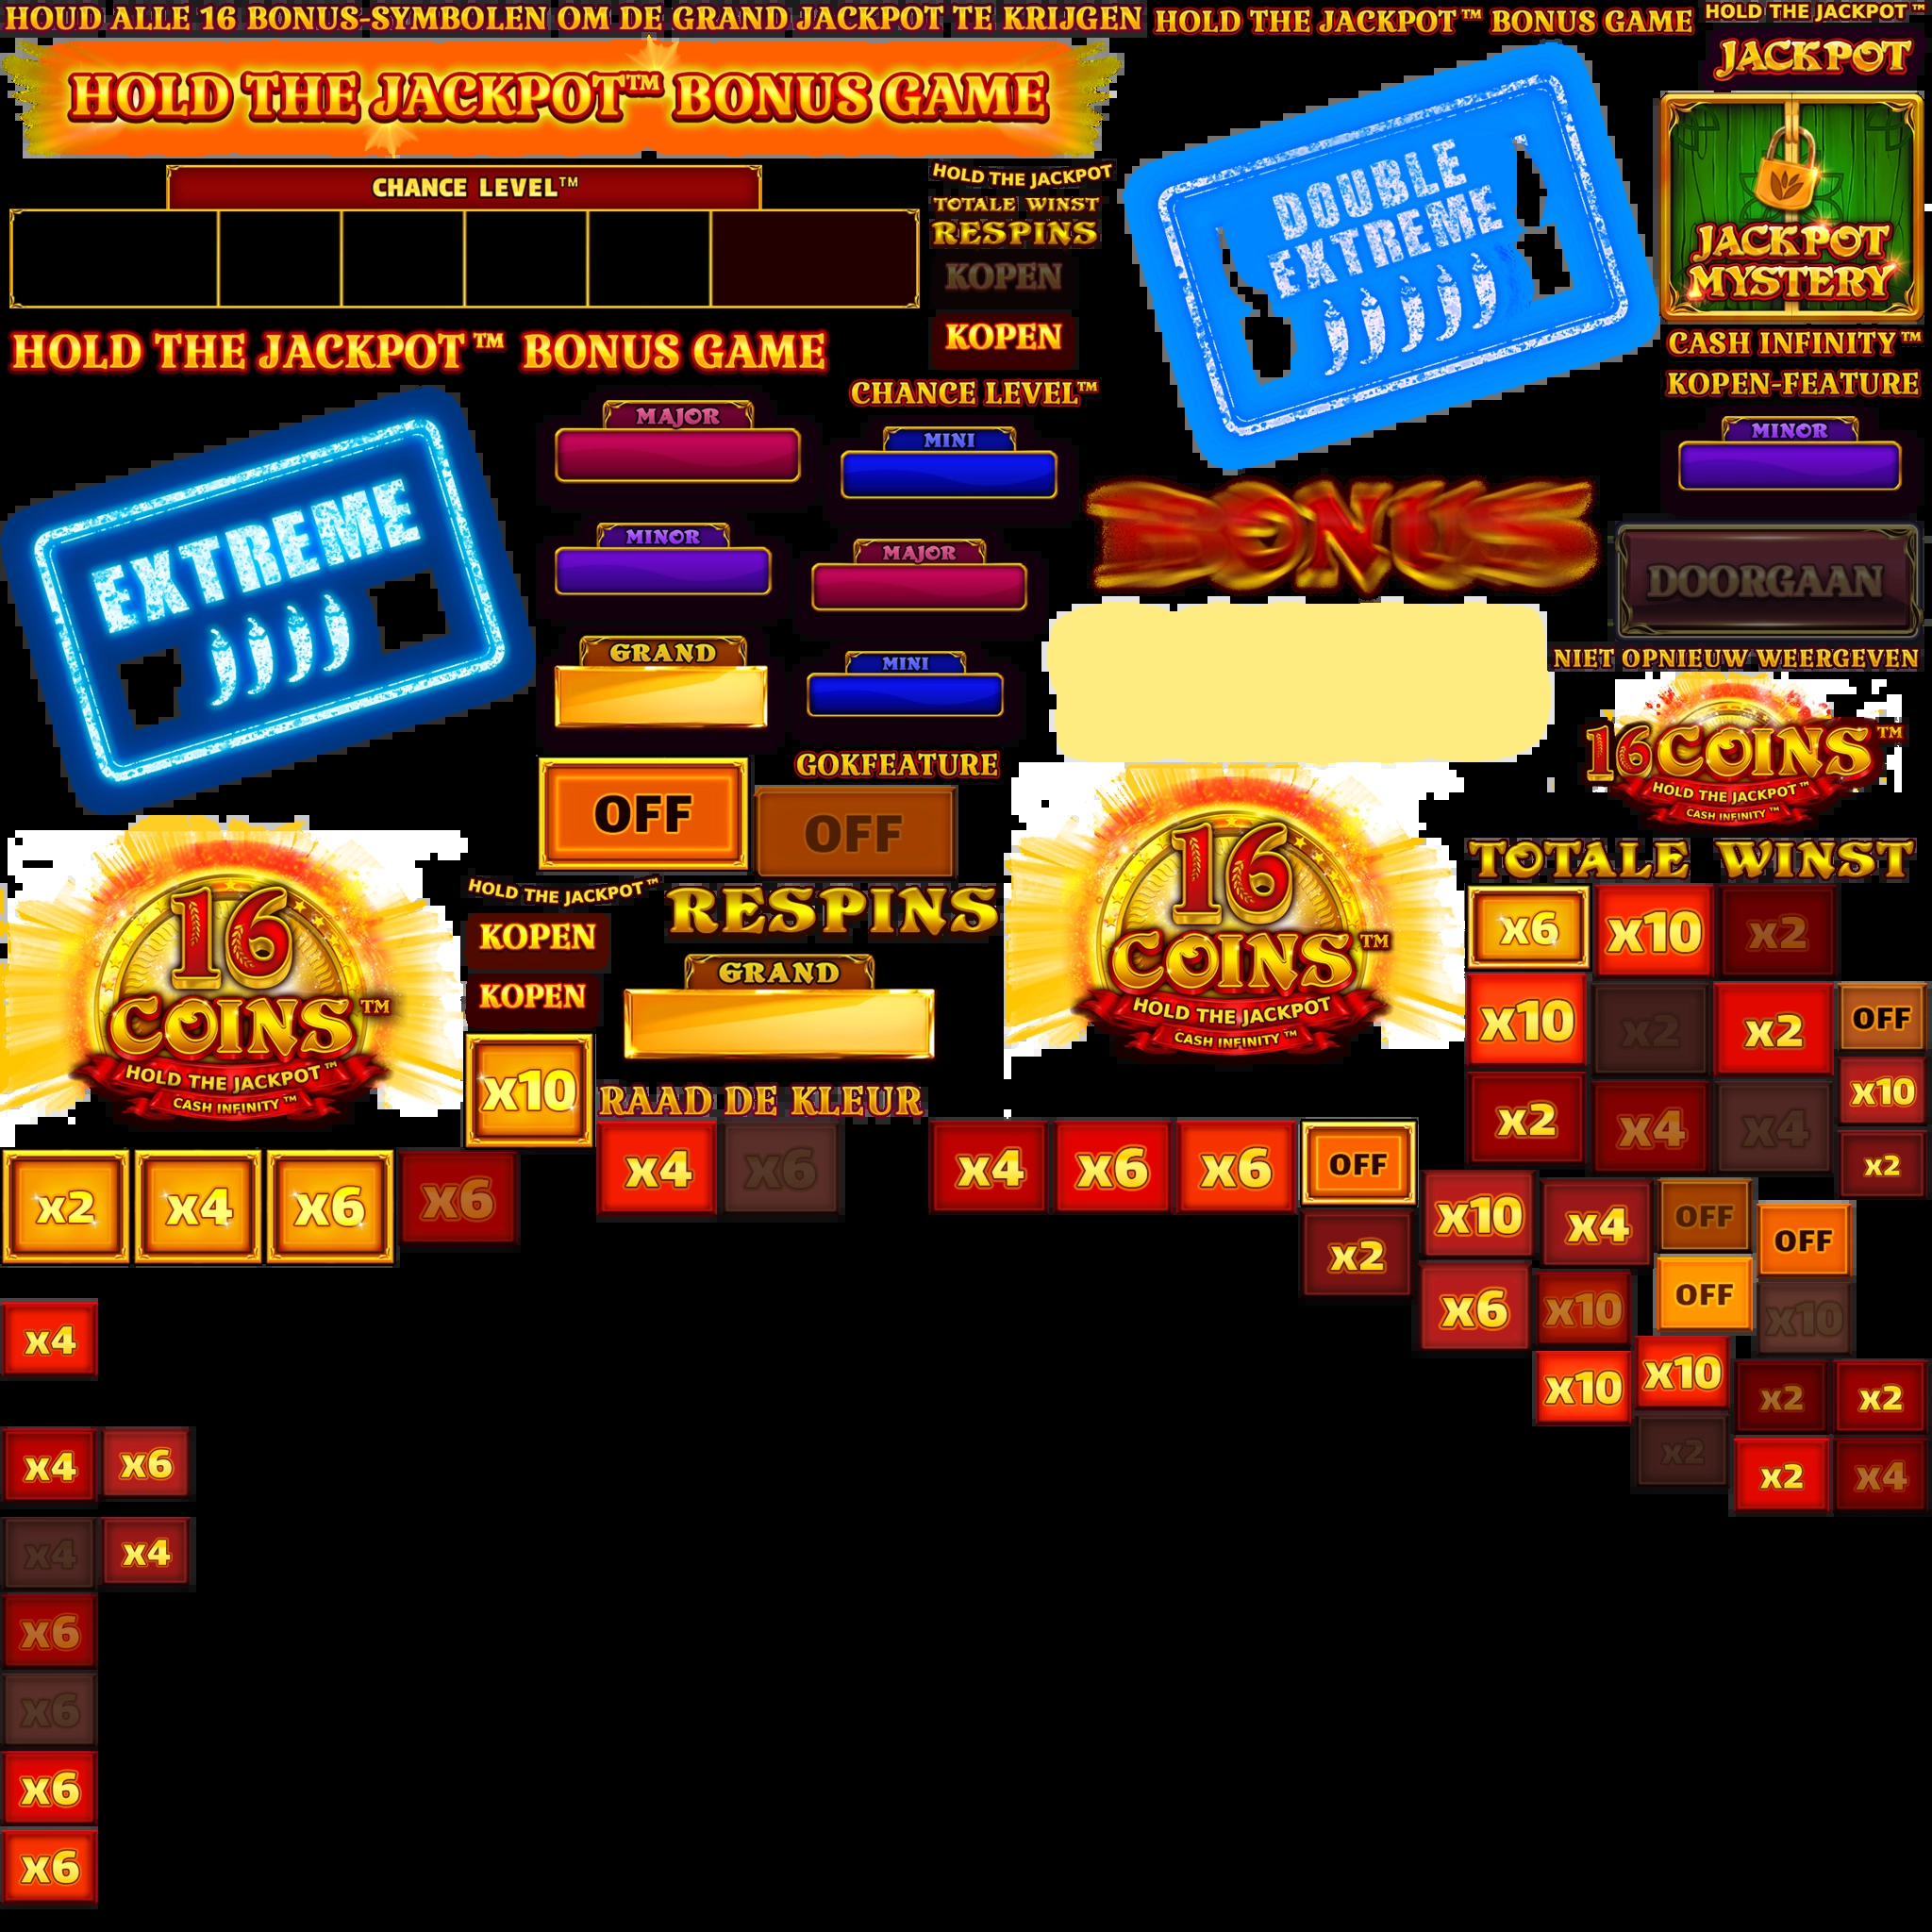 HOUD ALLE 16 BONUS-SYMBOLEN OM DE GRAND JACKPOT TE KRIJGEN
HOLD THE JACKPOT™ BONUS GAME
HOLD THE JACKPOT™
JACKPOT
HOLD THE JACKPOT™ BONUS GAME
DOUBLE
EXTREME
JACKPOT
MYSTERY
CHANCE LEVEL™
HOLD THE JACKPOT
TOTALE WINST
RESPINS
KOPEN
KOPEN
HOLD THE JACKPOT™ BONUS GAME
CASH INFINITY™
KOPEN-FEATURE
CHANCE LEVEL™
MAJOR
MINI
MINOR
EXTREME
BONUS
MINOR
MAJOR
DOORGAAN
GRAND
MINI
NIET OPNIEUW WEERGEVEN
16COINS™
HOLD THE JACKPOT™
CASH INFINITY™
GOKFEATURE
OFF
OFF
16
COINS™
HOLD THE JACKPOT™
CASH INFINITY™
HOLD THE JACKPOT™
KOPEN
KOPEN
RESPINS
GRAND
16
COINS™
HOLD THE JACKPOT
CASH INFINITY™
TOTALE WINST
x6
x10
x2
x10
x2
x2
OFF
x10
x2
x4
x4
x2
x10
RAAD DE KLEUR
x2
x4
x6
x6
x4
x6
x4
x6
x6
OFF
x2
x10
x4
OFF
OFF
x6
x10
OFF
x10
x10
x10
x2
x2
x2
x2
x4
x4
x4
x6
x4
x4
x6
x6
x6
x6